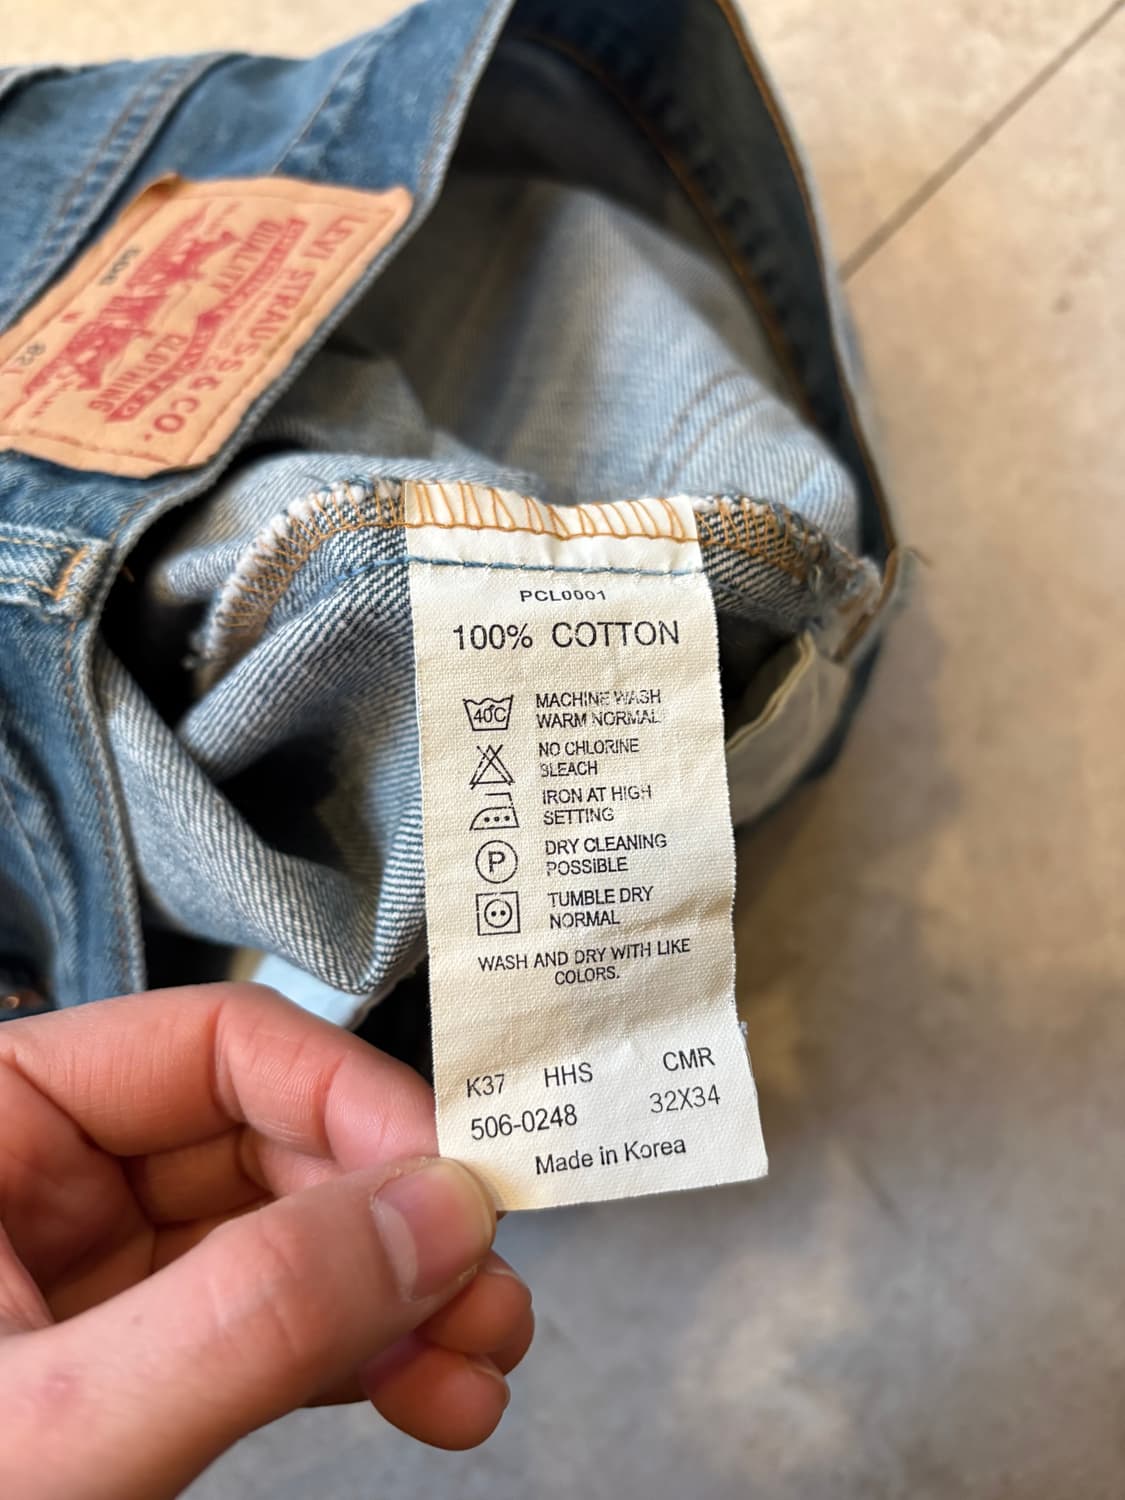 LEVI STRAUSS & CO.
QUALITY CLOTHING
506
PCL0001
100% COTTON
40C
MACHINE WASH
WARM NORMAL
NO CHLORINE
BLEACH
IRON AT HIGH
SETTING
P
DRY CLEANING
POSSIBLE
TUMBLE DRY
NORMAL
WASH AND DRY WITH LIKE
COLORS.
K37 HHS CMR
506-0248 32X34
Made in Korea